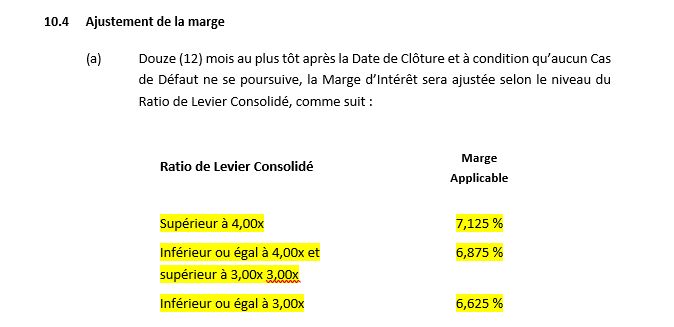 10.4 Ajustement de la marge
(a) Douze (12) mois au plus tôt après la Date de Clôture et à condition qu’aucun Cas
de Défaut ne se poursuive, la Marge d’Intérêt sera ajustée selon le niveau du
Ratio de Levier Consolidé, comme suit :
Ratio de Levier Consolidé
Marge
Applicable
Supérieur à 4,00x 7,125 %
Inférieur ou égal à 4,00x et 6,875 %
supérieur à 3,00x 3,00x
Inférieur ou égal à 3,00x 6,625 %